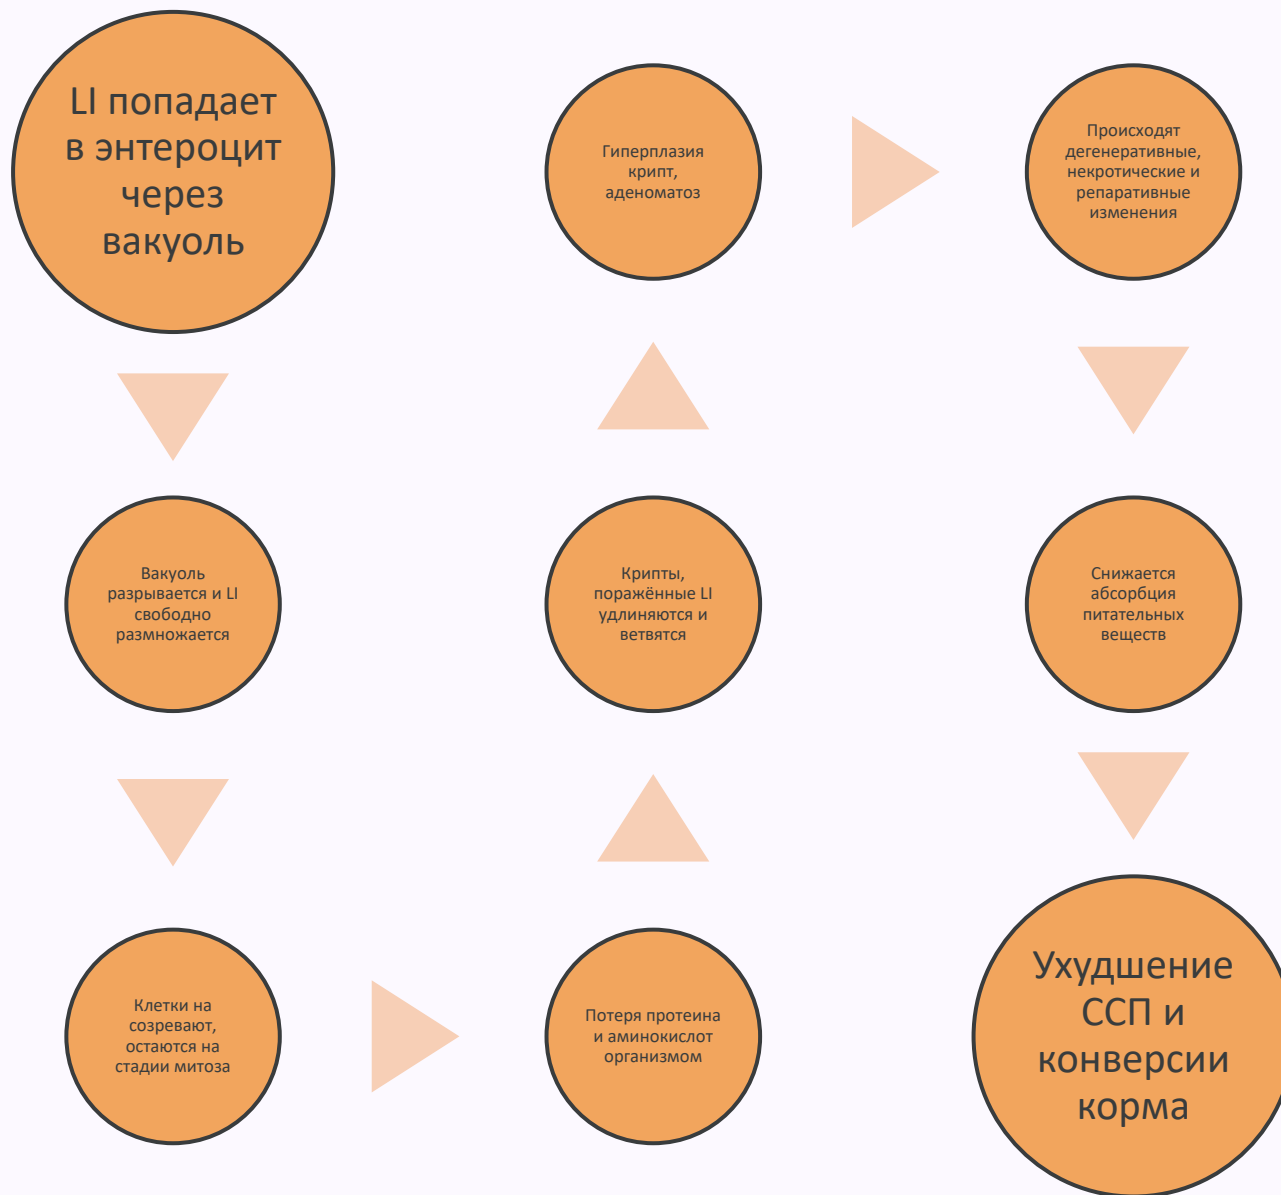 LI попадает
в энтероцит
через
вакуоль
Вакуоль
разрывается и LI
свободно
размножается
Клетки на
созревают,
остаются на
стадии митоза
Потеря протеина
и аминокислот
организмом
Крипты,
поражённые LI
удлиняются и
ветвятся
Гиперплазия
крипт,
аденоматоз
Происходят
дегенеративные,
некротические и
репаративные
изменения
Снижается
абсорбция
питательных
веществ
Ухудшение
ССП и
конверсии
корма